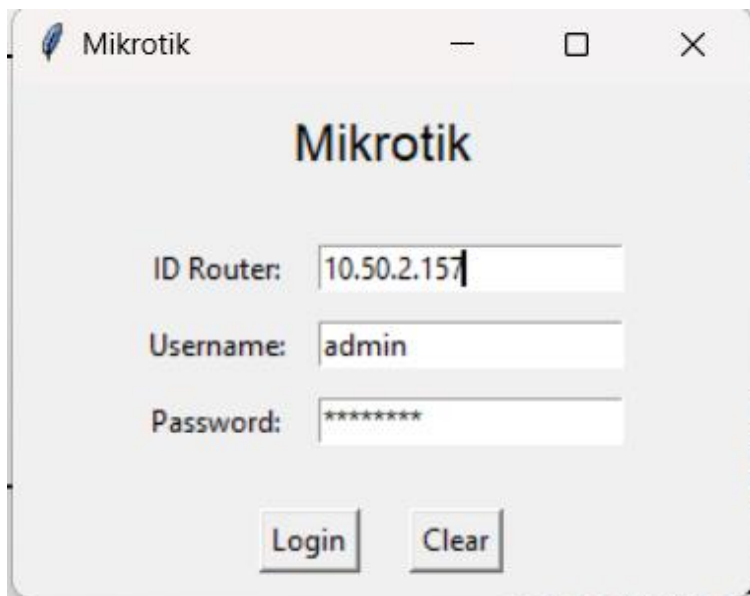 Mikrotik
Mikrotik
ID Router: 10.50.2.157
Username: admin
Password: ********
Login Clear